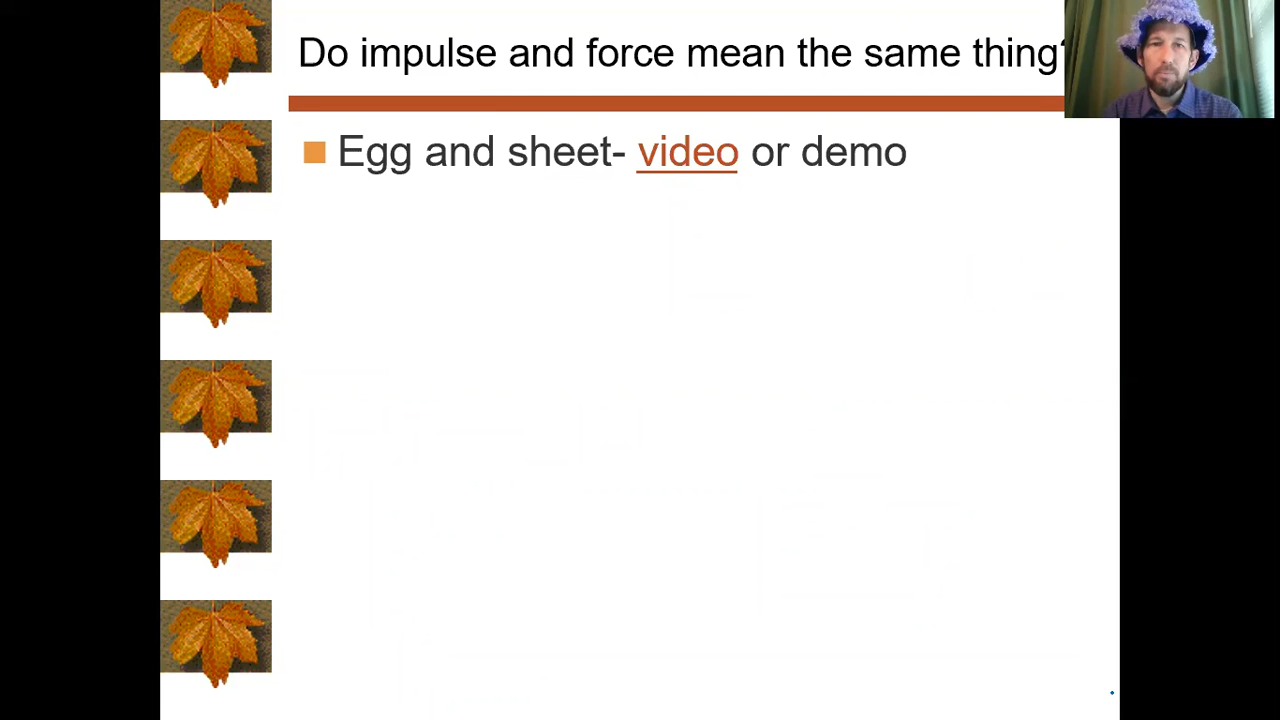 Do impulse and force mean the same thing?
Egg and sheet- video or demo